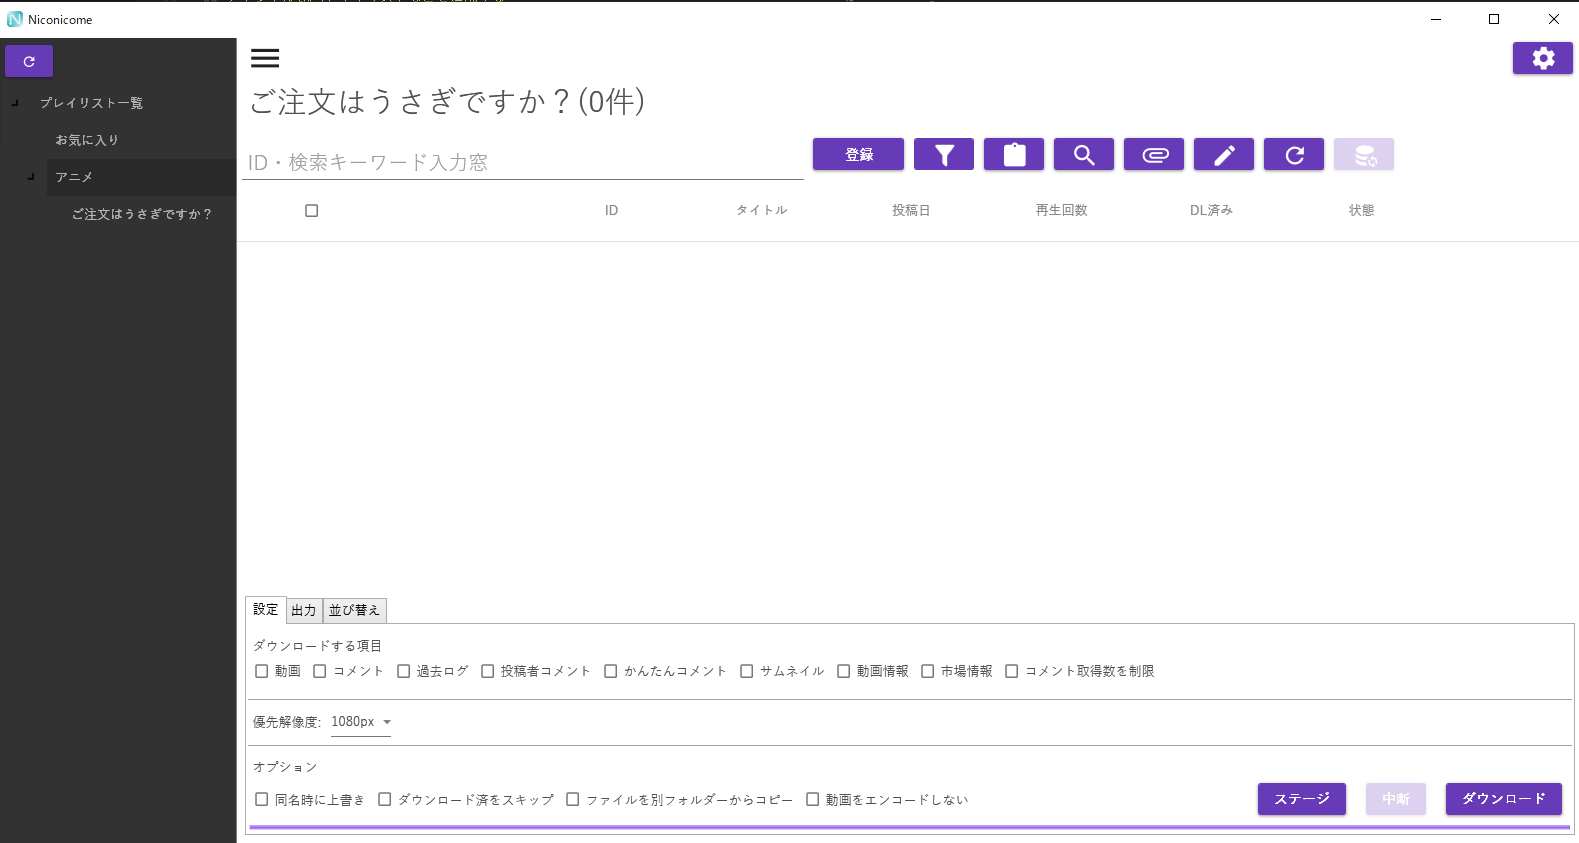 Niconicome
プレイリスト一覧
お気に入り
アニメ
ご注文はうさぎですか？
ご注文はうさぎですか？(0件)
ID・検索キーワード入力窓
登録
ID タイトル 投稿日 再生回数 DL済み 状態
設定 出力 並び替え
ダウンロードする項目
動画 コメント 過去ログ 投稿者コメント かんたんコメント サムネイル 動画情報 市場情報 コメント取得数を制限
優先解像度: 1080px
オプション
同名時に上書き ダウンロード済をスキップ ファイルを別フォルダーからコピー 動画をエンコードしない
ステージ 中断 ダウンロード